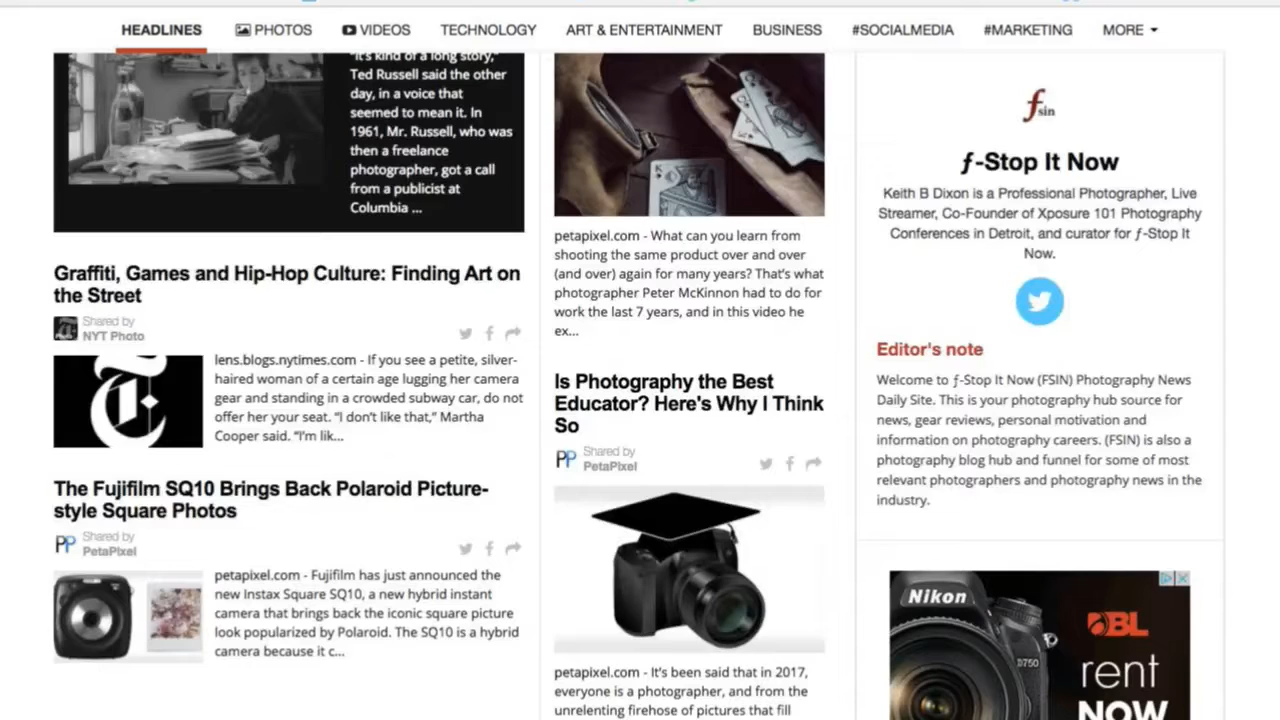 HEADLINES
PHOTOS
VIDEOS
TECHNOLOGY
ART & ENTERTAINMENT
BUSINESS
#SOCIALMEDIA
#MARKETING
MORE
"It's kind of a long story,"
Ted Russell said the other
day, in a voice that
seemed to mean it. In
1961, Mr. Russell, who was
then a freelance
photographer, got a call
from a publicist at
Columbia ...
Graffiti, Games and Hip-Hop Culture: Finding Art on
the Street
Shared by
NYT Photo
lens.blogs.nytimes.com - If you see a petite, silver-
haired woman of a certain age lugging her camera
gear and standing in a crowded subway car, do not
offer her your seat. “I don’t like that,” Martha
Cooper said. “I’m lik...
The Fujifilm SQ10 Brings Back Polaroid Picture-
style Square Photos
PP
Shared by
PetaPixel
petapixel.com - Fujifilm has just announced the
new Instax Square SQ10, a new hybrid instant
camera that brings back the iconic square picture
look popularized by Polaroid. The SQ10 is a hybrid
camera because it c...
petapixel.com - What can you learn from
shooting the same product over and over
(and over) again for many years? That's what
photographer Peter McKinnon had to do for
work the last 7 years, and in this video he
ex...
Is Photography the Best
Educator? Here's Why I Think
So
PP
Shared by
PetaPixel
petapixel.com - It's been said that in 2017,
everyone is a photographer, and from the
unrelenting firehose of pictures that fill
ƒsin
ƒ-Stop It Now
Keith B Dixon is a Professional Photographer, Live
Streamer, Co-Founder of Xposure 101 Photography
Conferences in Detroit, and curator for ƒ-Stop It
Now.
Editor's note
Welcome to ƒ-Stop It Now (FSIN) Photography News
Daily Site. This is your photography hub source for
news, gear reviews, personal motivation and
information on photography careers. (FSIN) is also a
photography blog hub and funnel for some of most
relevant photographers and photography news in the
industry.
Nikon
D750
BL
rent
NOW